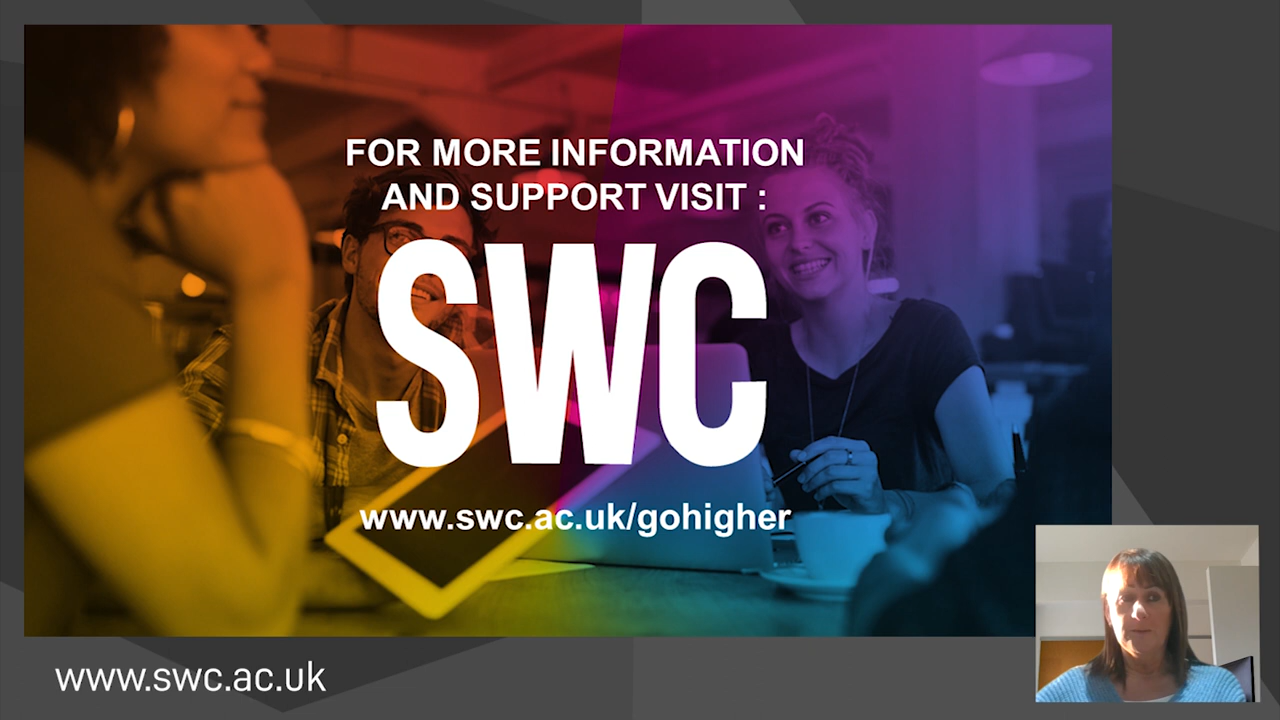 FOR MORE INFORMATION
AND SUPPORT VISIT :
SWC
www.swc.ac.uk/gohigher
www.swc.ac.uk